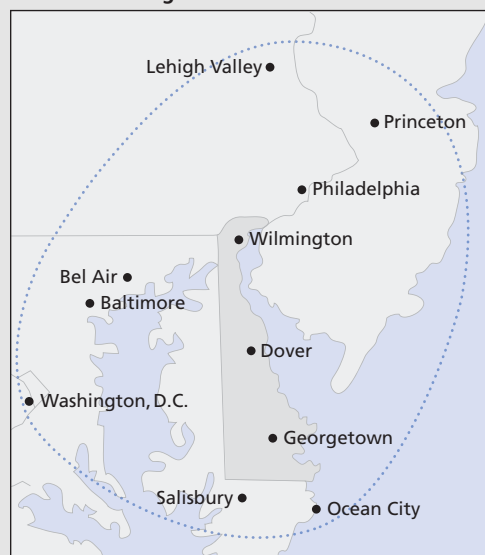 Lehigh Valley
Princeton
Philadelphia
Wilmington
Bel Air
Baltimore
Dover
Washington, D.C.
Georgetown
Salisbury
Ocean City